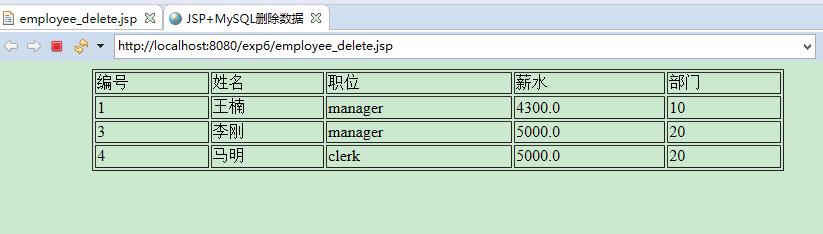 employee_delete.jsp JSP+MySQL删除数据
http://localhost:8080/exp6/employee_delete.jsp
编号 姓名 职位 薪水 部门
1 王楠 manager 4300.0 10
3 李刚 manager 5000.0 20
4 马明 clerk 5000.0 20